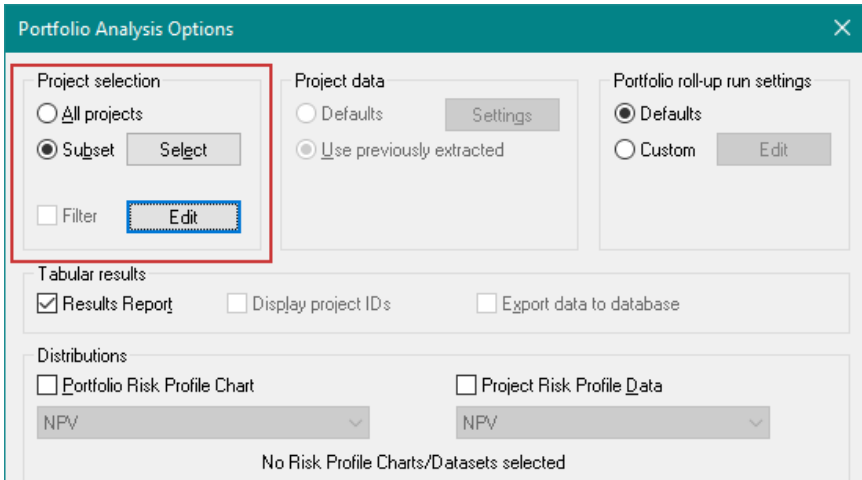 Portfolio Analysis Options
Project selection
All projects
Subset Select
Filter Edit
Project data
Defaults Settings
Use previously extracted
Portfolio roll-up run settings
Defaults
Custom Edit
Tabular results
Results Report Display project IDs Export data to database
Distributions
Portfolio Risk Profile Chart Project Risk Profile Data
NPV NPV
No Risk Profile Charts/Datasets selected